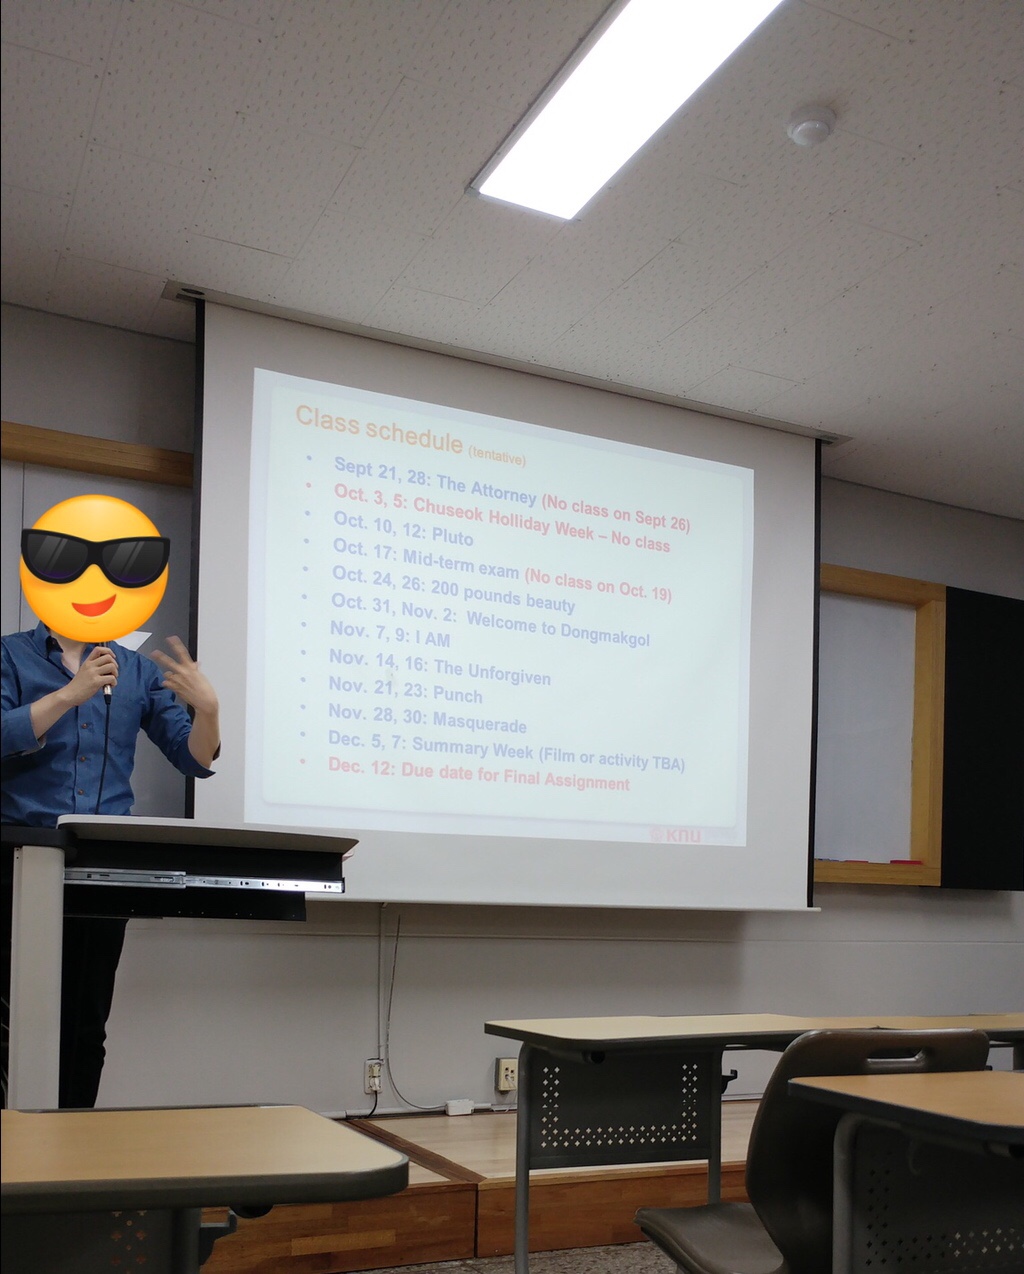 Class schedule (tentative)
• Sept 21, 28: The Attorney (No class on Sept 26)
• Oct. 3, 5: Chuseok Holliday Week – No class
• Oct. 10, 12: Pluto
• Oct. 17: Mid-term exam (No class on Oct. 19)
• Oct. 24, 26: 200 pounds beauty
• Oct. 31, Nov. 2: Welcome to Dongmakgol
• Nov. 7, 9: I AM
• Nov. 14, 16: The Unforgiven
• Nov. 21, 23: Punch
• Nov. 28, 30: Masquerade
• Dec. 5, 7: Summary Week (Film or activity TBA)
• Dec. 12: Due date for Final Assignment
KNU